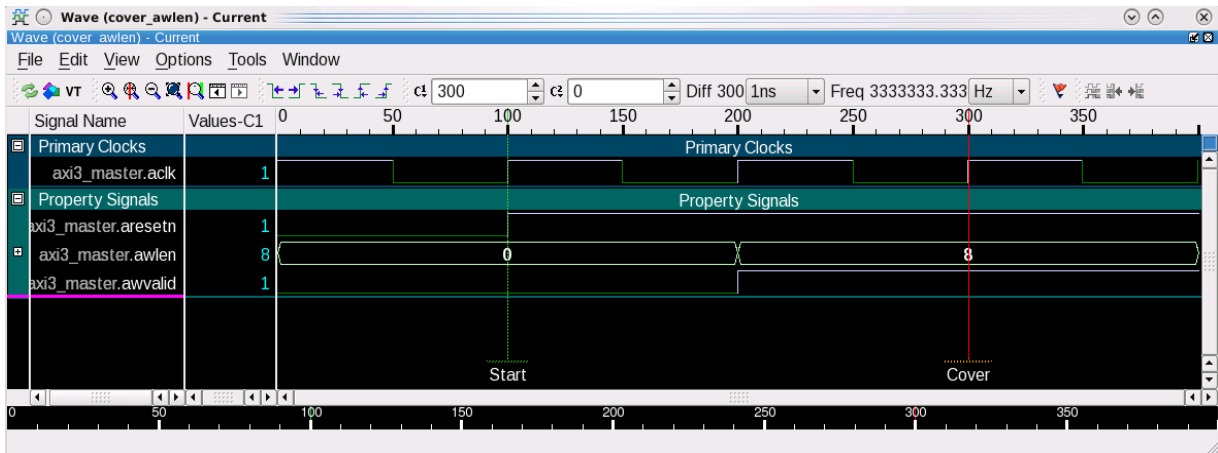 Wave (cover_awlen) - Current
Wave (cover_awlen) - Current
File Edit View Options Tools Window
VT C1 300 C2 0 Diff 300 1ns Freq 3333333.333 Hz
Signal Name Values-C1 0 50 100 150 200 250 300 350
Primary Clocks Primary Clocks
axi3_master.aclk 1
Property Signals Property Signals
axi3_master.aresetn 1
axi3_master.awlen 8 0 8
axi3_master.awvalid 1
Start Cover
0 50 100 150 200 250 300 350